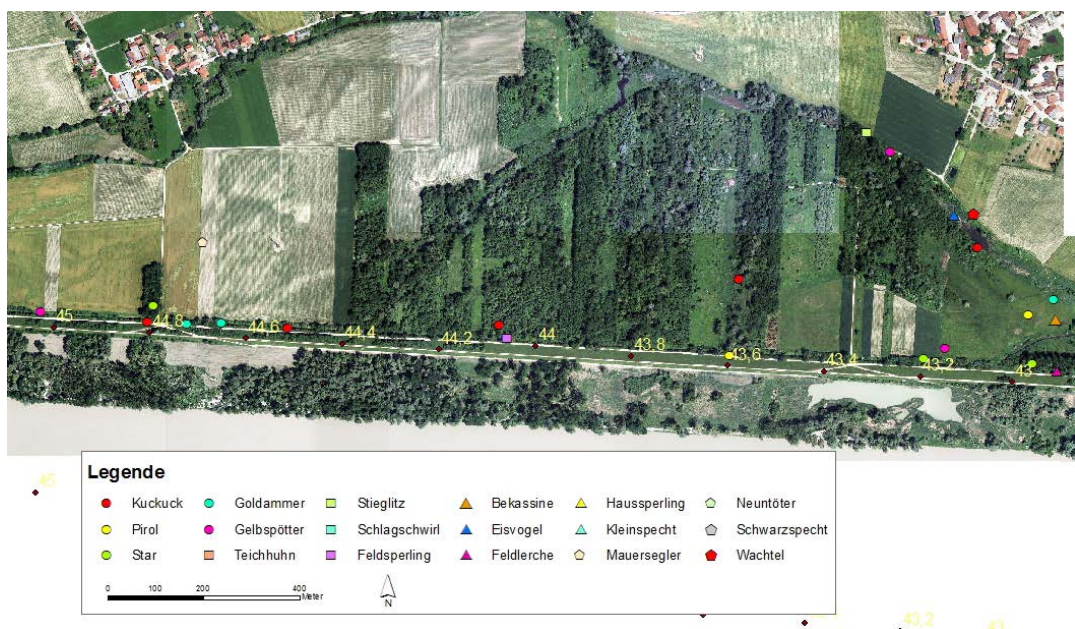 45
44,8
44,6
44,4
44,2
44
43,8
43,6
43,4
43,2
43
Legende
Kuckuck Goldammer Stieglitz Bekassine Haussperling Neuntöter
Pirol Gelbspötter Schlagschwirl Eisvogel Kleinspecht Schwarzspecht
Star Teichhuhn Feldsperling Feldlerche Mauersegler Wachtel
0 100 200 400
Meter
N
43,2
43